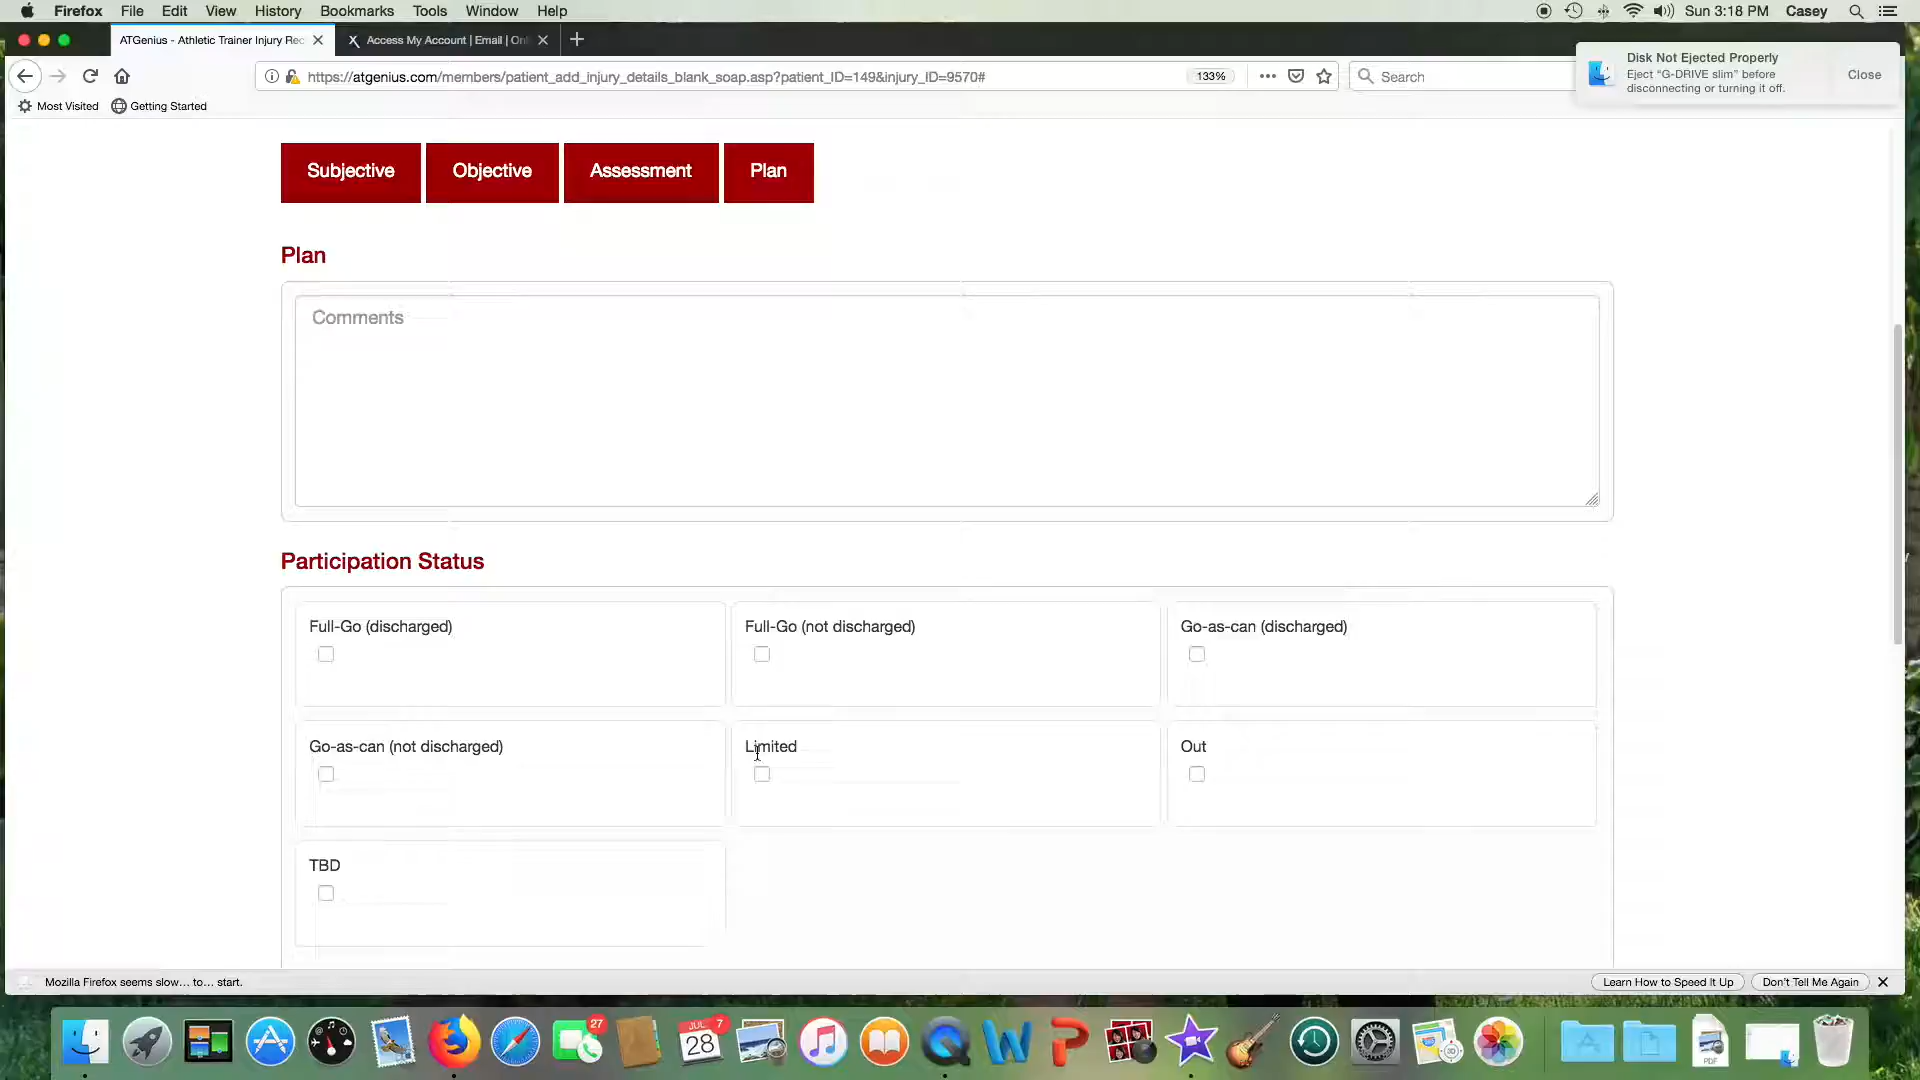 Firefox File Edit View History Bookmarks Tools Window Help Sun 3:18 PM Casey
ATGenius - Athletic Trainer Injury Rec Access My Account | Email | Onl
https://atgenius.com/members/patient_add_injury_details_blank_soap.asp?patient_ID=149&injury_ID=9570# 133% Search
Disk Not Ejected Properly
Eject “G-DRIVE slim” before
disconnecting or turning it off.
Close
Most Visited Getting Started
Subjective Objective Assessment Plan
Plan
Comments
Participation Status
Full-Go (discharged) Full-Go (not discharged) Go-as-can (discharged)
Go-as-can (not discharged) Limited Out
TBD
Mozilla Firefox seems slow… to… start. Learn How to Speed It Up Don't Tell Me Again
27
JUL 7
28
PDF